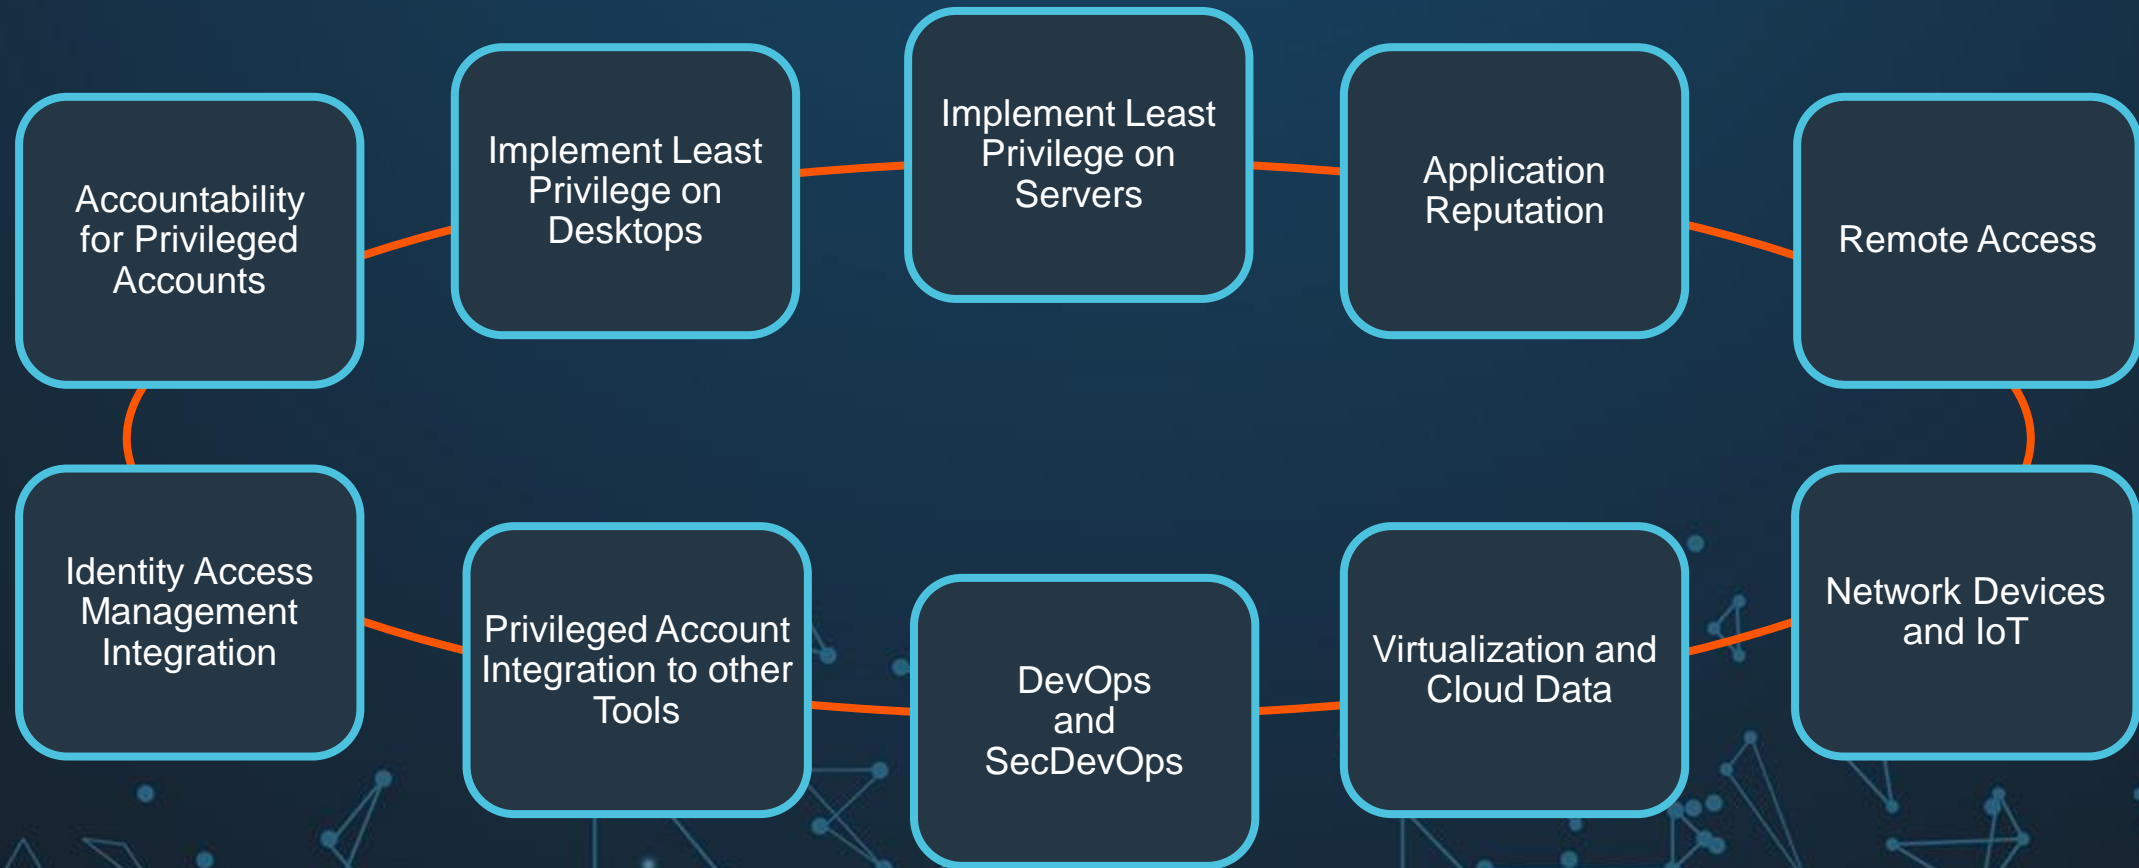 Accountability
for Privileged
Accounts
Implement Least
Privilege on
Desktops
Implement Least
Privilege on
Servers
Application
Reputation
Remote Access
Network Devices
and IoT
Virtualization and
Cloud Data
DevOps
and
SecDevOps
Privileged Account
Integration to other
Tools
Identity Access
Management
Integration